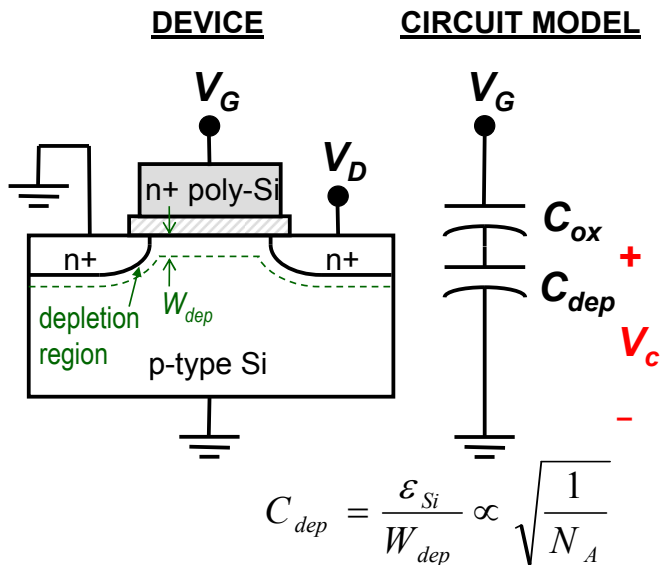 DEVICE
CIRCUIT MODEL
V_G
V_G
V_D
n+ poly-Si
C_ox
n+
n+
+
C_dep
W_dep
depletion
region
V_c
p-type Si
–
C_dep = ε_Si / W_dep ∝ √(1 / N_A)